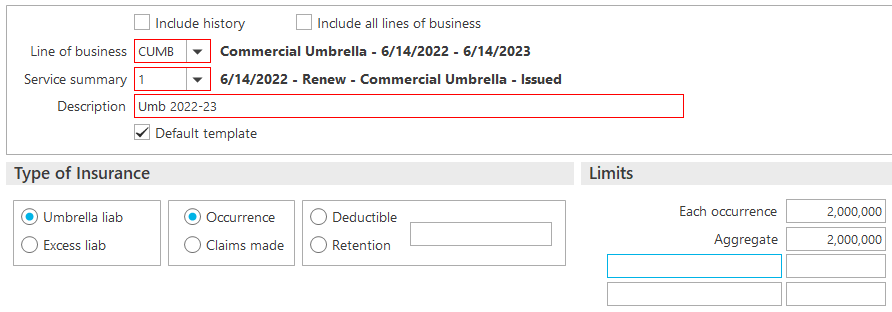 Include history Include all lines of business
Line of business CUMB Commercial Umbrella - 6/14/2022 - 6/14/2023
Service summary 1 6/14/2022 - Renew - Commercial Umbrella - Issued
Description Umb 2022-23
Default template
Type of Insurance Limits
Umbrella liab Occurrence Deductible Each occurrence 2,000,000
Excess liab Claims made Retention Aggregate 2,000,000